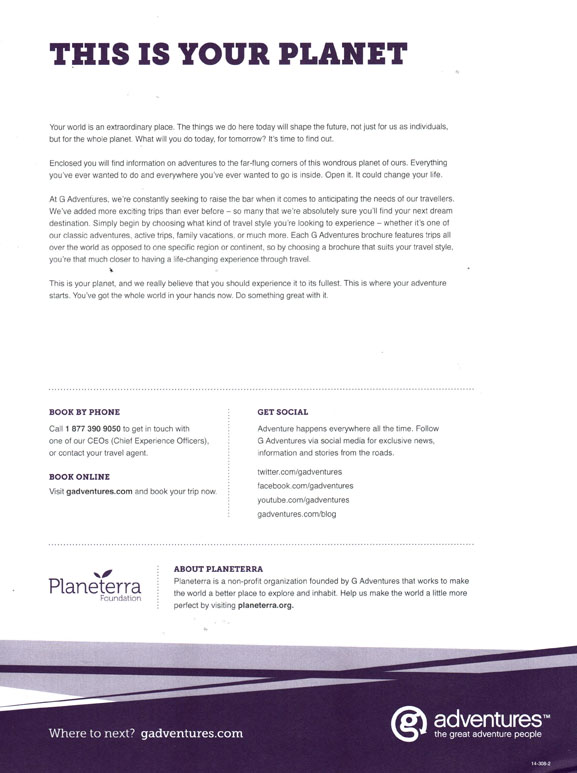 THIS IS YOUR PLANET
Your world is an extraordinary place. The things we do here today will shape the future, not just for us as individuals,
but for the whole planet. What will you do today, for tomorrow? It's time to find out.
Enclosed you will find information on adventures to the far-flung corners of this wondrous planet of ours. Everything
you've ever wanted to do and everywhere you've ever wanted to go is inside. Open it. It could change your life.
At G Adventures, we're constantly seeking to raise the bar when it comes to anticipating the needs of our travellers.
We've added more exciting trips than ever before – so many that we're absolutely sure you'll find your next dream
destination. Simply begin by choosing what kind of travel style you're looking to experience – whether it's one of
our classic adventures, active trips, family vacations, or much more. Each G Adventures brochure features trips all
over the world as opposed to one specific region or continent, so by choosing a brochure that suits your travel style,
you're that much closer to having a life-changing experience through travel.
This is your planet, and we really believe that you should experience it to its fullest. This is where your adventure
starts. You've got the whole world in your hands now. Do something great with it.
BOOK BY PHONE
Call 1 877 390 9050 to get in touch with
one of our CEOs (Chief Experience Officers),
or contact your travel agent.
BOOK ONLINE
Visit gadventures.com and book your trip now.
GET SOCIAL
Adventure happens everywhere all the time. Follow
G Adventures via social media for exclusive news,
information and stories from the roads.
twitter.com/gadventures
facebook.com/gadventures
youtube.com/gadventures
gadventures.com/blog
Planeterra
Foundation
ABOUT PLANETERRA
Planeterra is a non-profit organization founded by G Adventures that works to make
the world a better place to explore and inhabit. Help us make the world a little more
perfect by visiting planeterra.org.
Where to next? gadventures.com
g adventures™
the great adventure people
14-308-2